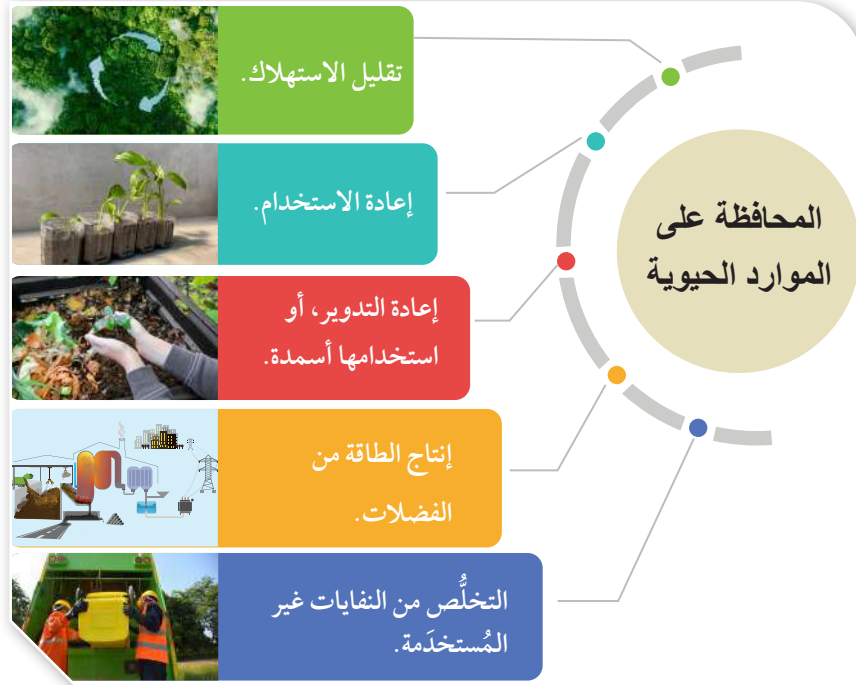 المحافظة على
الموارد الحيوية
تقليل الاستهلاك.
إعادة الاستخدام.
إعادة التدوير، أو
استخدامها أسمدة.
إنتاج الطاقة من
الفضلات.
التخلُّص من النفايات غير
المُستخدَمة.